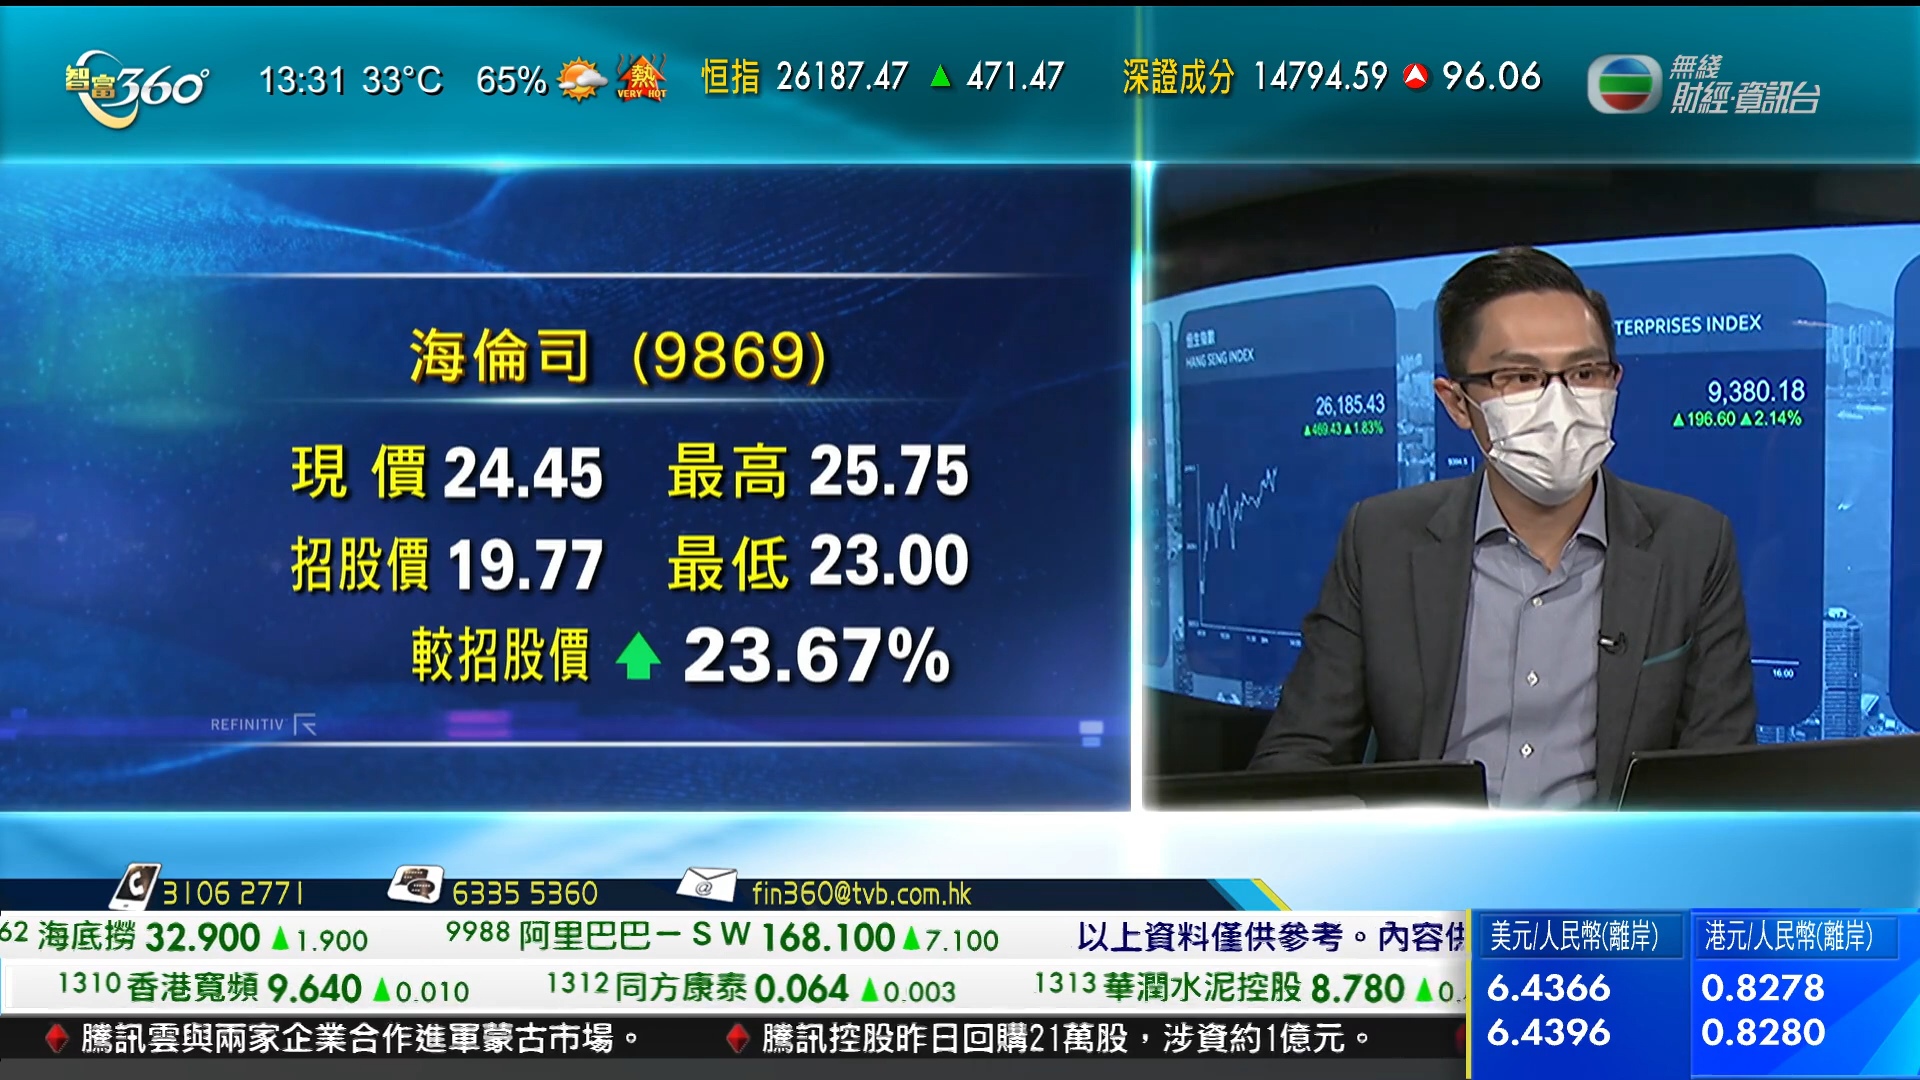 智富360°
13:31 33°C 65% 熱 VERY HOT
恒指 26187.47 ▲ 471.47
深證成分 14794.59 96.06
無綫
財經·資訊台
海倫司 (9869)
現價 24.45 最高 25.75
招股價 19.77 最低 23.00
較招股價 23.67%
REFINITIV
恒生指數
HANG SENG INDEX
26,185.43
▲469.43▲1.83%
TERPRISES INDEX
9,380.18
▲196.60▲2.14%
16:00
3106 2771 6335 5360 fin360@tvb.com.hk
62 海底撈 32.900 ▲1.900 9988 阿里巴巴－ＳＷ 168.100▲7.100 以上資料僅供參考。內容供
1310 香港寬頻 9.640 ▲0.010 1312 同方康泰 0.064 ▲0.003 1313 華潤水泥控股 8.780 ▲0.
騰訊雲與兩家企業合作進軍蒙古市場。 騰訊控股昨日回購21萬股，涉資約1億元。
美元/人民幣(離岸)
6.4366
6.4396
港元/人民幣(離岸)
0.8278
0.8280